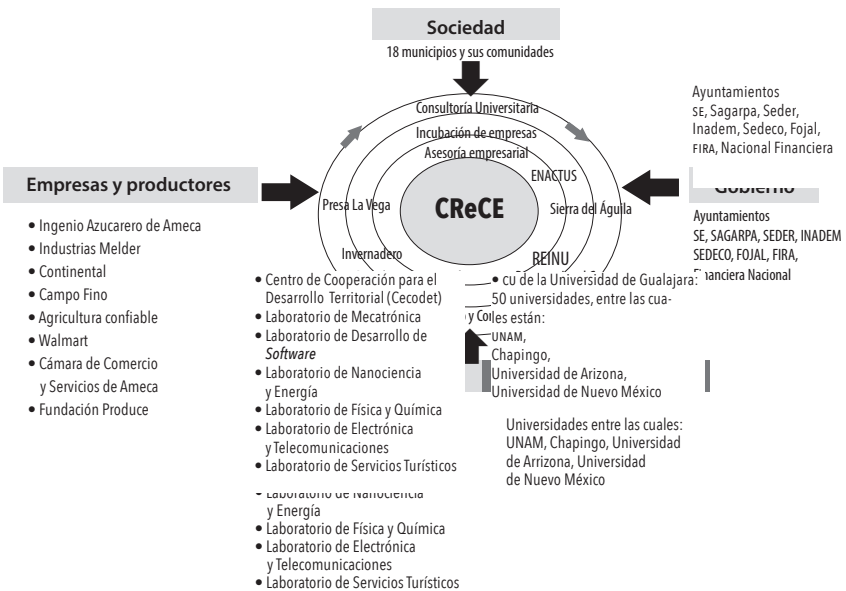 Sociedad
18 municipios y sus comunidades
Consultoría Universitaria
Incubación de empresas
Asesoría empresarial
ENACTUS
CReCE
Presa La Vega
Sierra del Águila
Invernadero
REINU
Ayuntamientos
SE, Sagarpa, Seder,
Inadem, Sedeco, Fojal,
FIRA, Nacional Financiera
Gobierno
Ayuntamientos
SE, SAGARPA, SEDER, INADEM
SEDECO, FOJAL, FIRA,
Financiera Nacional
Empresas y productores
• Ingenio Azucarero de Ameca
• Industrias Melder
• Continental
• Campo Fino
• Agricultura confiable
• Walmart
• Cámara de Comercio
y Servicios de Ameca
• Fundación Produce
• Centro de Cooperación para el
Desarrollo Territorial (Cecodet)
• Laboratorio de Mecatrónica
• Laboratorio de Desarrollo de
Software
• Laboratorio de Nanociencia
y Energía
• Laboratorio de Física y Química
• Laboratorio de Electrónica
y Telecomunicaciones
• Laboratorio de Servicios Turísticos
• Laboratorio de Nanociencia
y Energía
• Laboratorio de Física y Química
• Laboratorio de Electrónica
y Telecomunicaciones
• Laboratorio de Servicios Turísticos
• CU de la Universidad de Gualajara:
50 universidades, entre las cua-
les están:
UNAM,
Chapingo,
Universidad de Arizona,
Universidad de Nuevo México
y
Universidades entre las cuales:
UNAM, Chapingo, Universidad
de Arrizona, Universidad
de Nuevo México